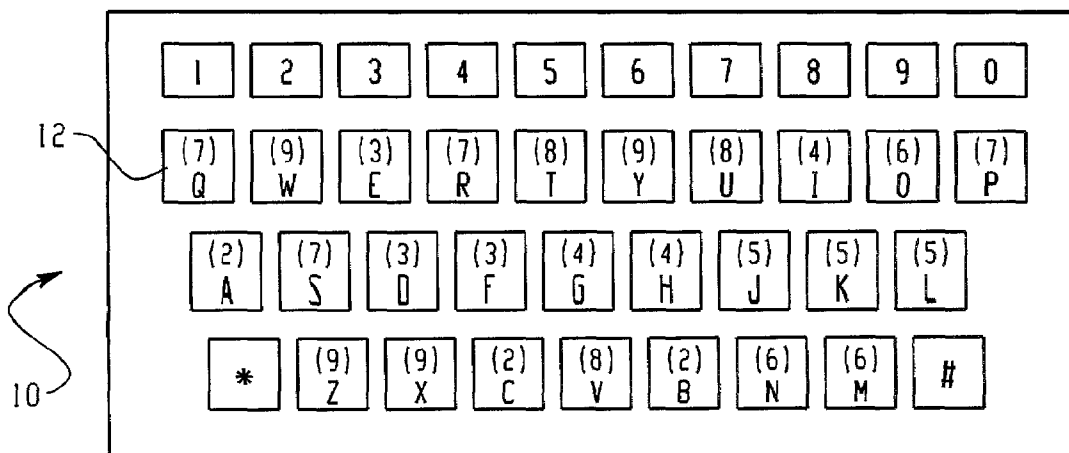 1 2 3 4 5 6 7 8 9 0
12
(7) (9) (3) (7) (8) (9) (8) (4) (6) (7)
Q W E R T Y U I O P
(2) (7) (3) (3) (4) (4) (5) (5) (5)
A S D F G H J K L
10
* (9) (9) (2) (8) (2) (6) (6) #
Z X C V B N M